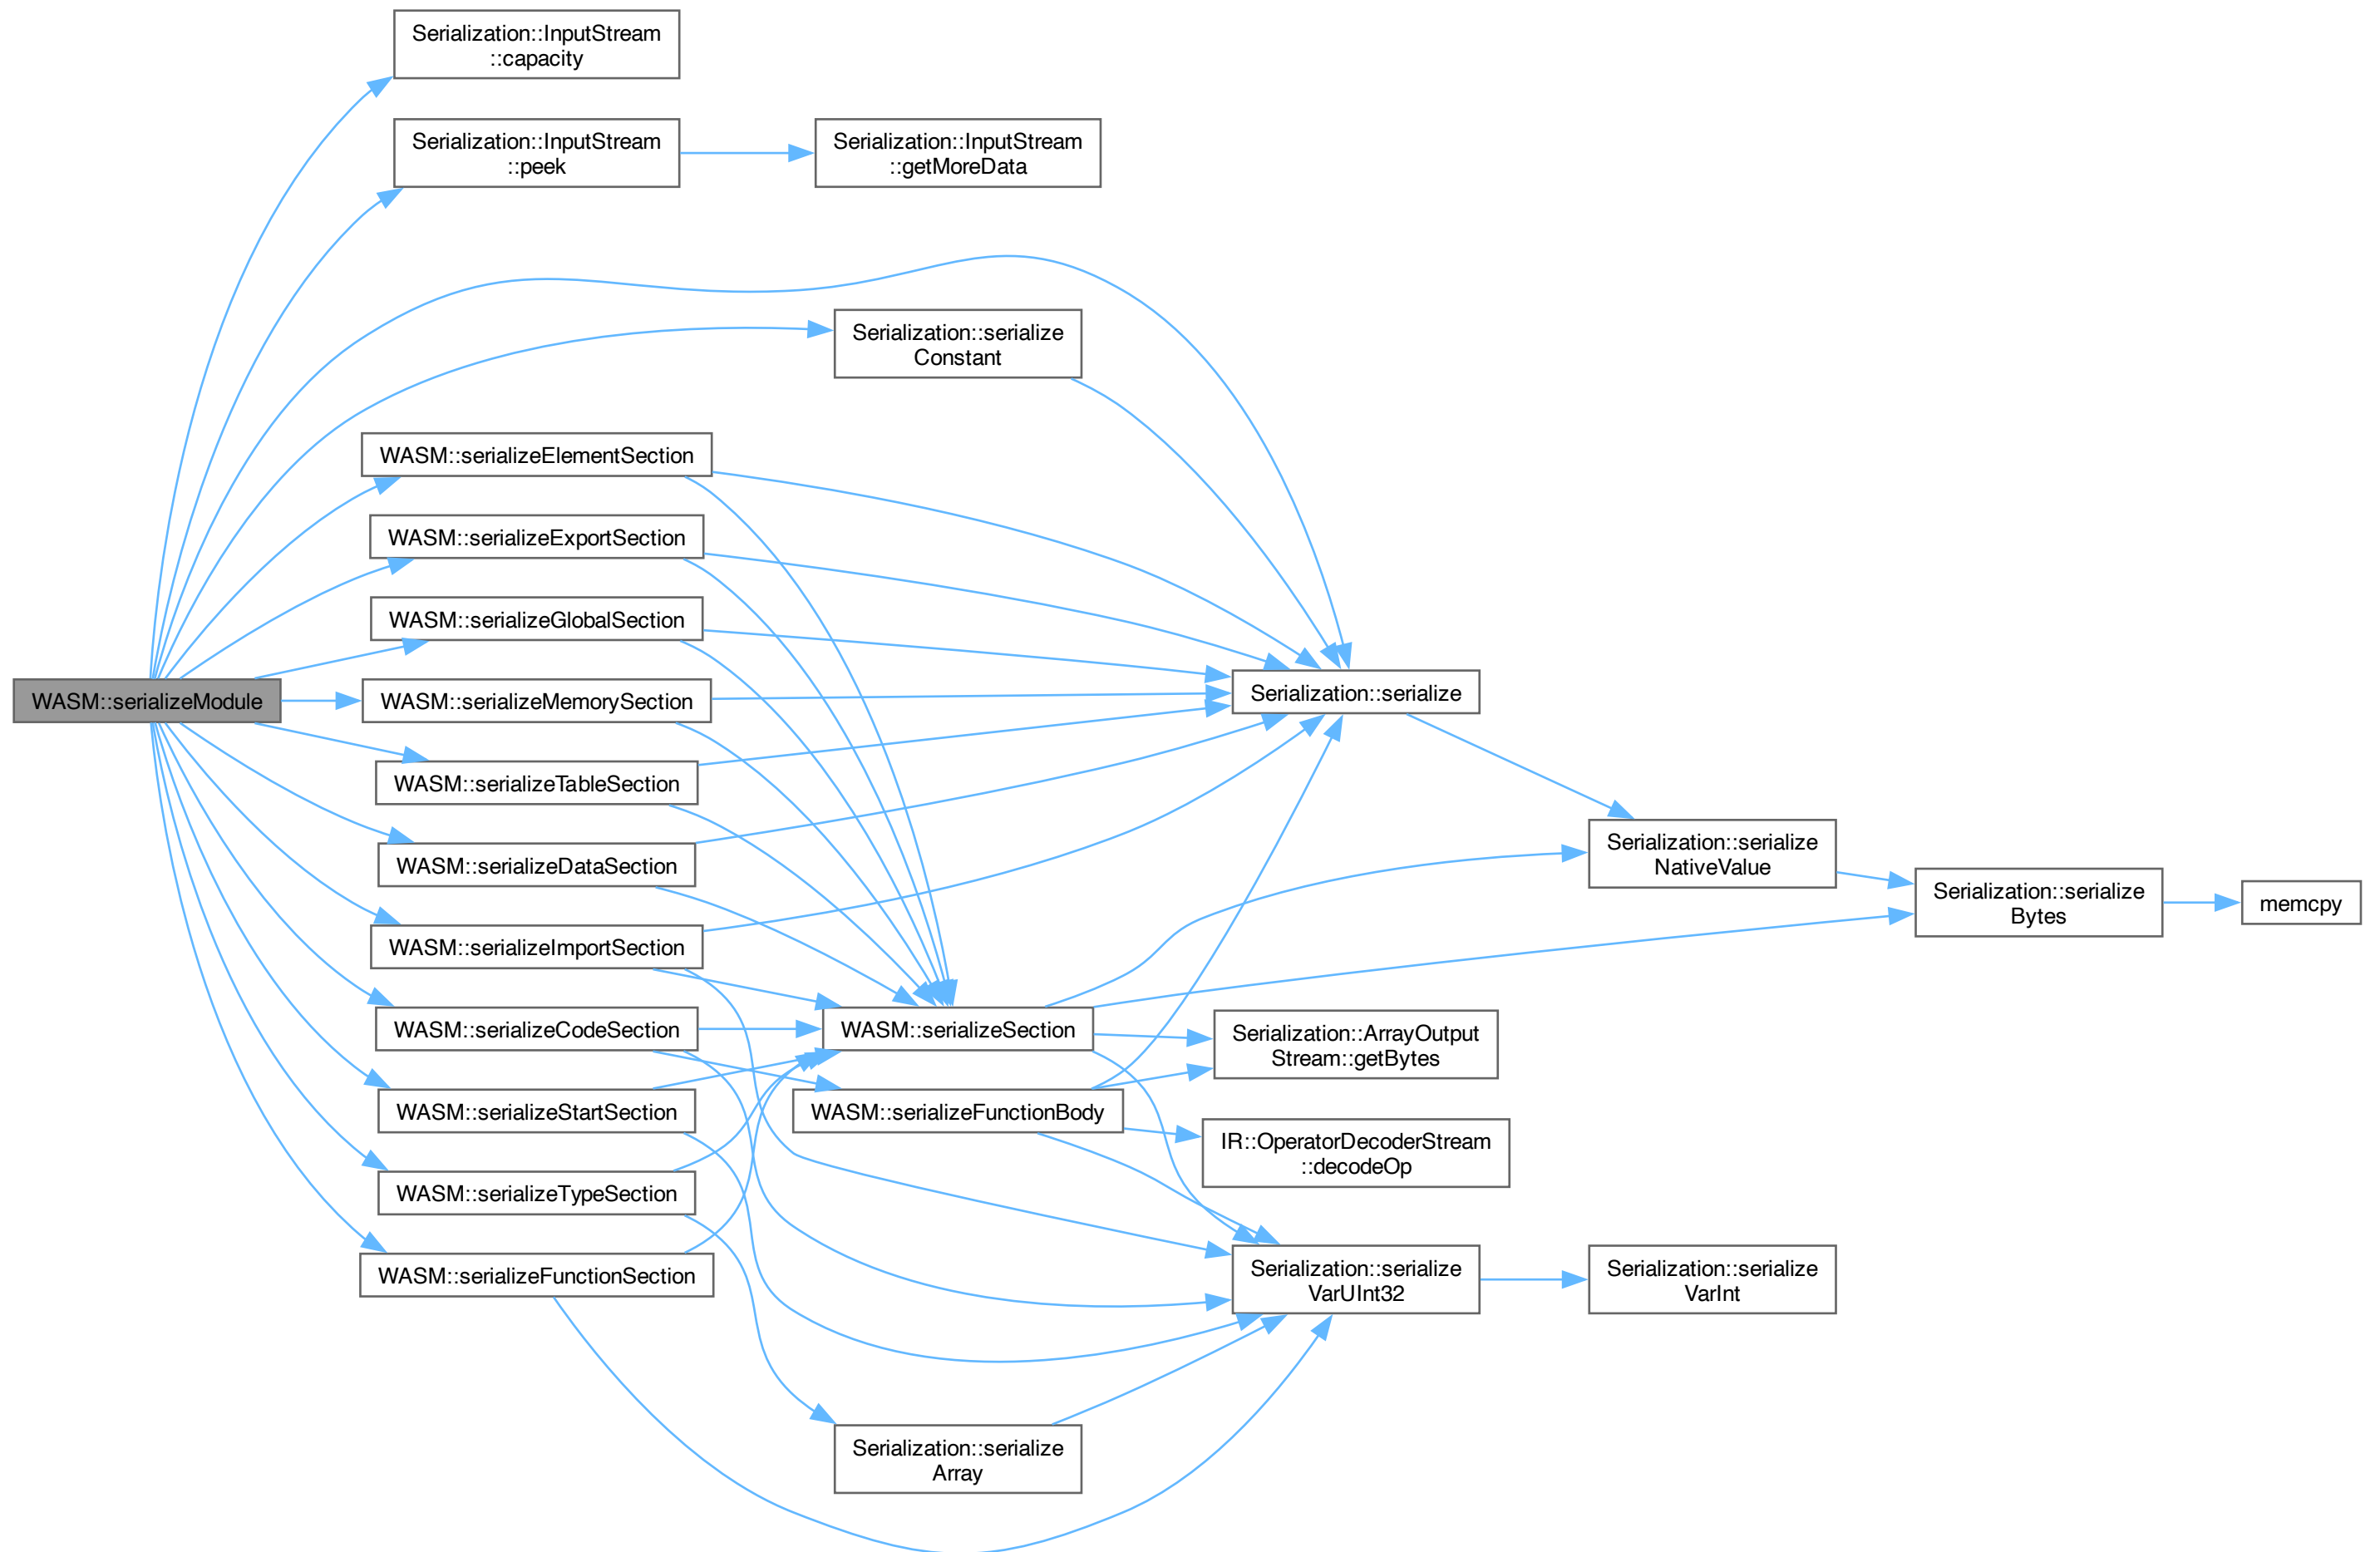 Serialization::InputStream
::capacity
Serialization::InputStream
::peek
Serialization::InputStream
::getMoreData
Serialization::serialize
Constant
WASM::serializeElementSection
WASM::serializeExportSection
WASM::serializeGlobalSection
WASM::serializeModule
WASM::serializeMemorySection
Serialization::serialize
WASM::serializeTableSection
WASM::serializeDataSection
Serialization::serialize
NativeValue
Serialization::serialize
Bytes
memcpy
WASM::serializeImportSection
WASM::serializeCodeSection
WASM::serializeSection
Serialization::ArrayOutput
Stream::getBytes
WASM::serializeStartSection
WASM::serializeFunctionBody
IR::OperatorDecoderStream
::decodeOp
WASM::serializeTypeSection
WASM::serializeFunctionSection
Serialization::serialize
VarUInt32
Serialization::serialize
VarInt
Serialization::serialize
Array